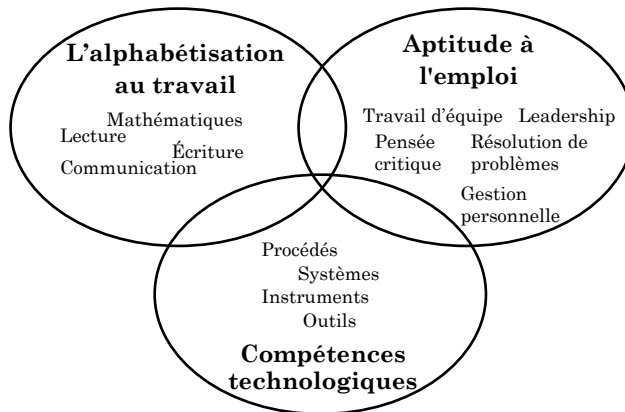 L'alphabétisation
au travail
Mathématiques
Lecture
Écriture
Communication
Aptitude à
l'emploi
Travail d'équipe Leadership
Pensée
critique
Résolution de
problèmes
Gestion
personnelle
Procédés
Systèmes
Instruments
Outils
Compétences
technologiques